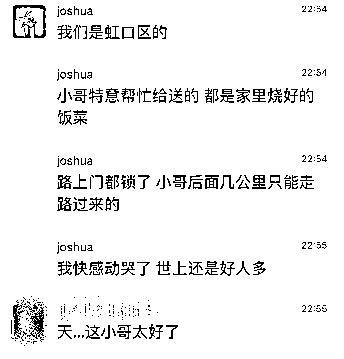 joshua 22:54
我们是虹口区的
joshua 22:54
小哥特意帮忙给送的 都是家里烧好的
饭菜
joshua 22:54
路上门都锁了 小哥后面几公里只能走
路过来的
joshua 22:55
我快感动哭了 世上还是好人多
22:55
天...这小哥太好了